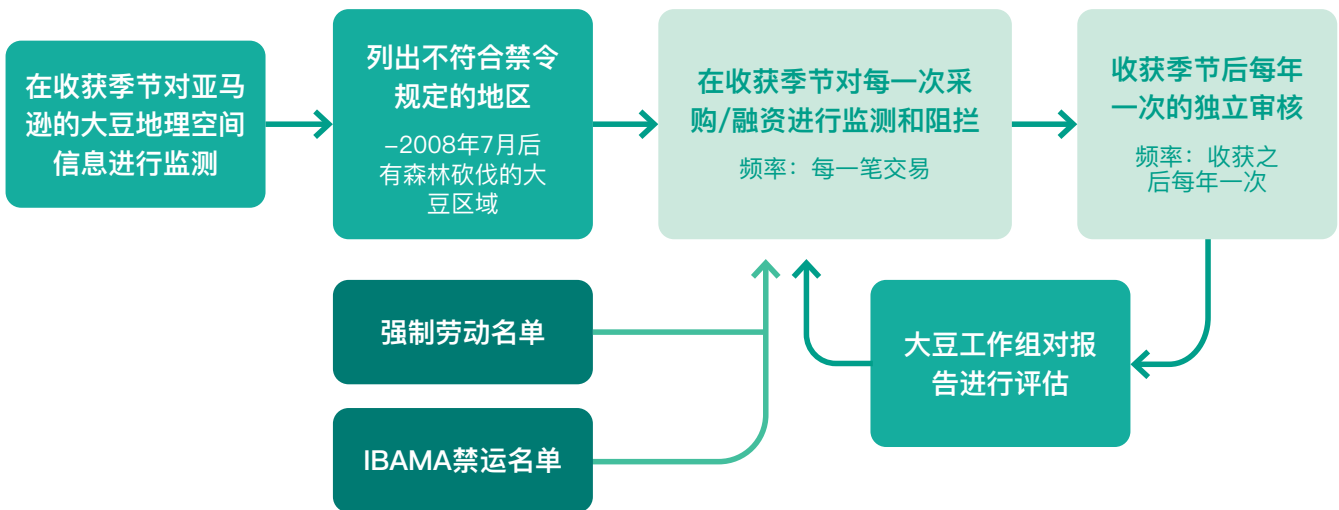 在收获季节对亚马
逊的大豆地理空间
信息进行监测
列出不符合禁令
规定的地区
–2008年7月后
有森林砍伐的大
豆区域
在收获季节对每一次采
购/融资进行监测和阻拦
频率：每一笔交易
收获季节后每年
一次的独立审核
频率：收获之
后每年一次
强制劳动名单
大豆工作组对报
告进行评估
IBAMA禁运名单